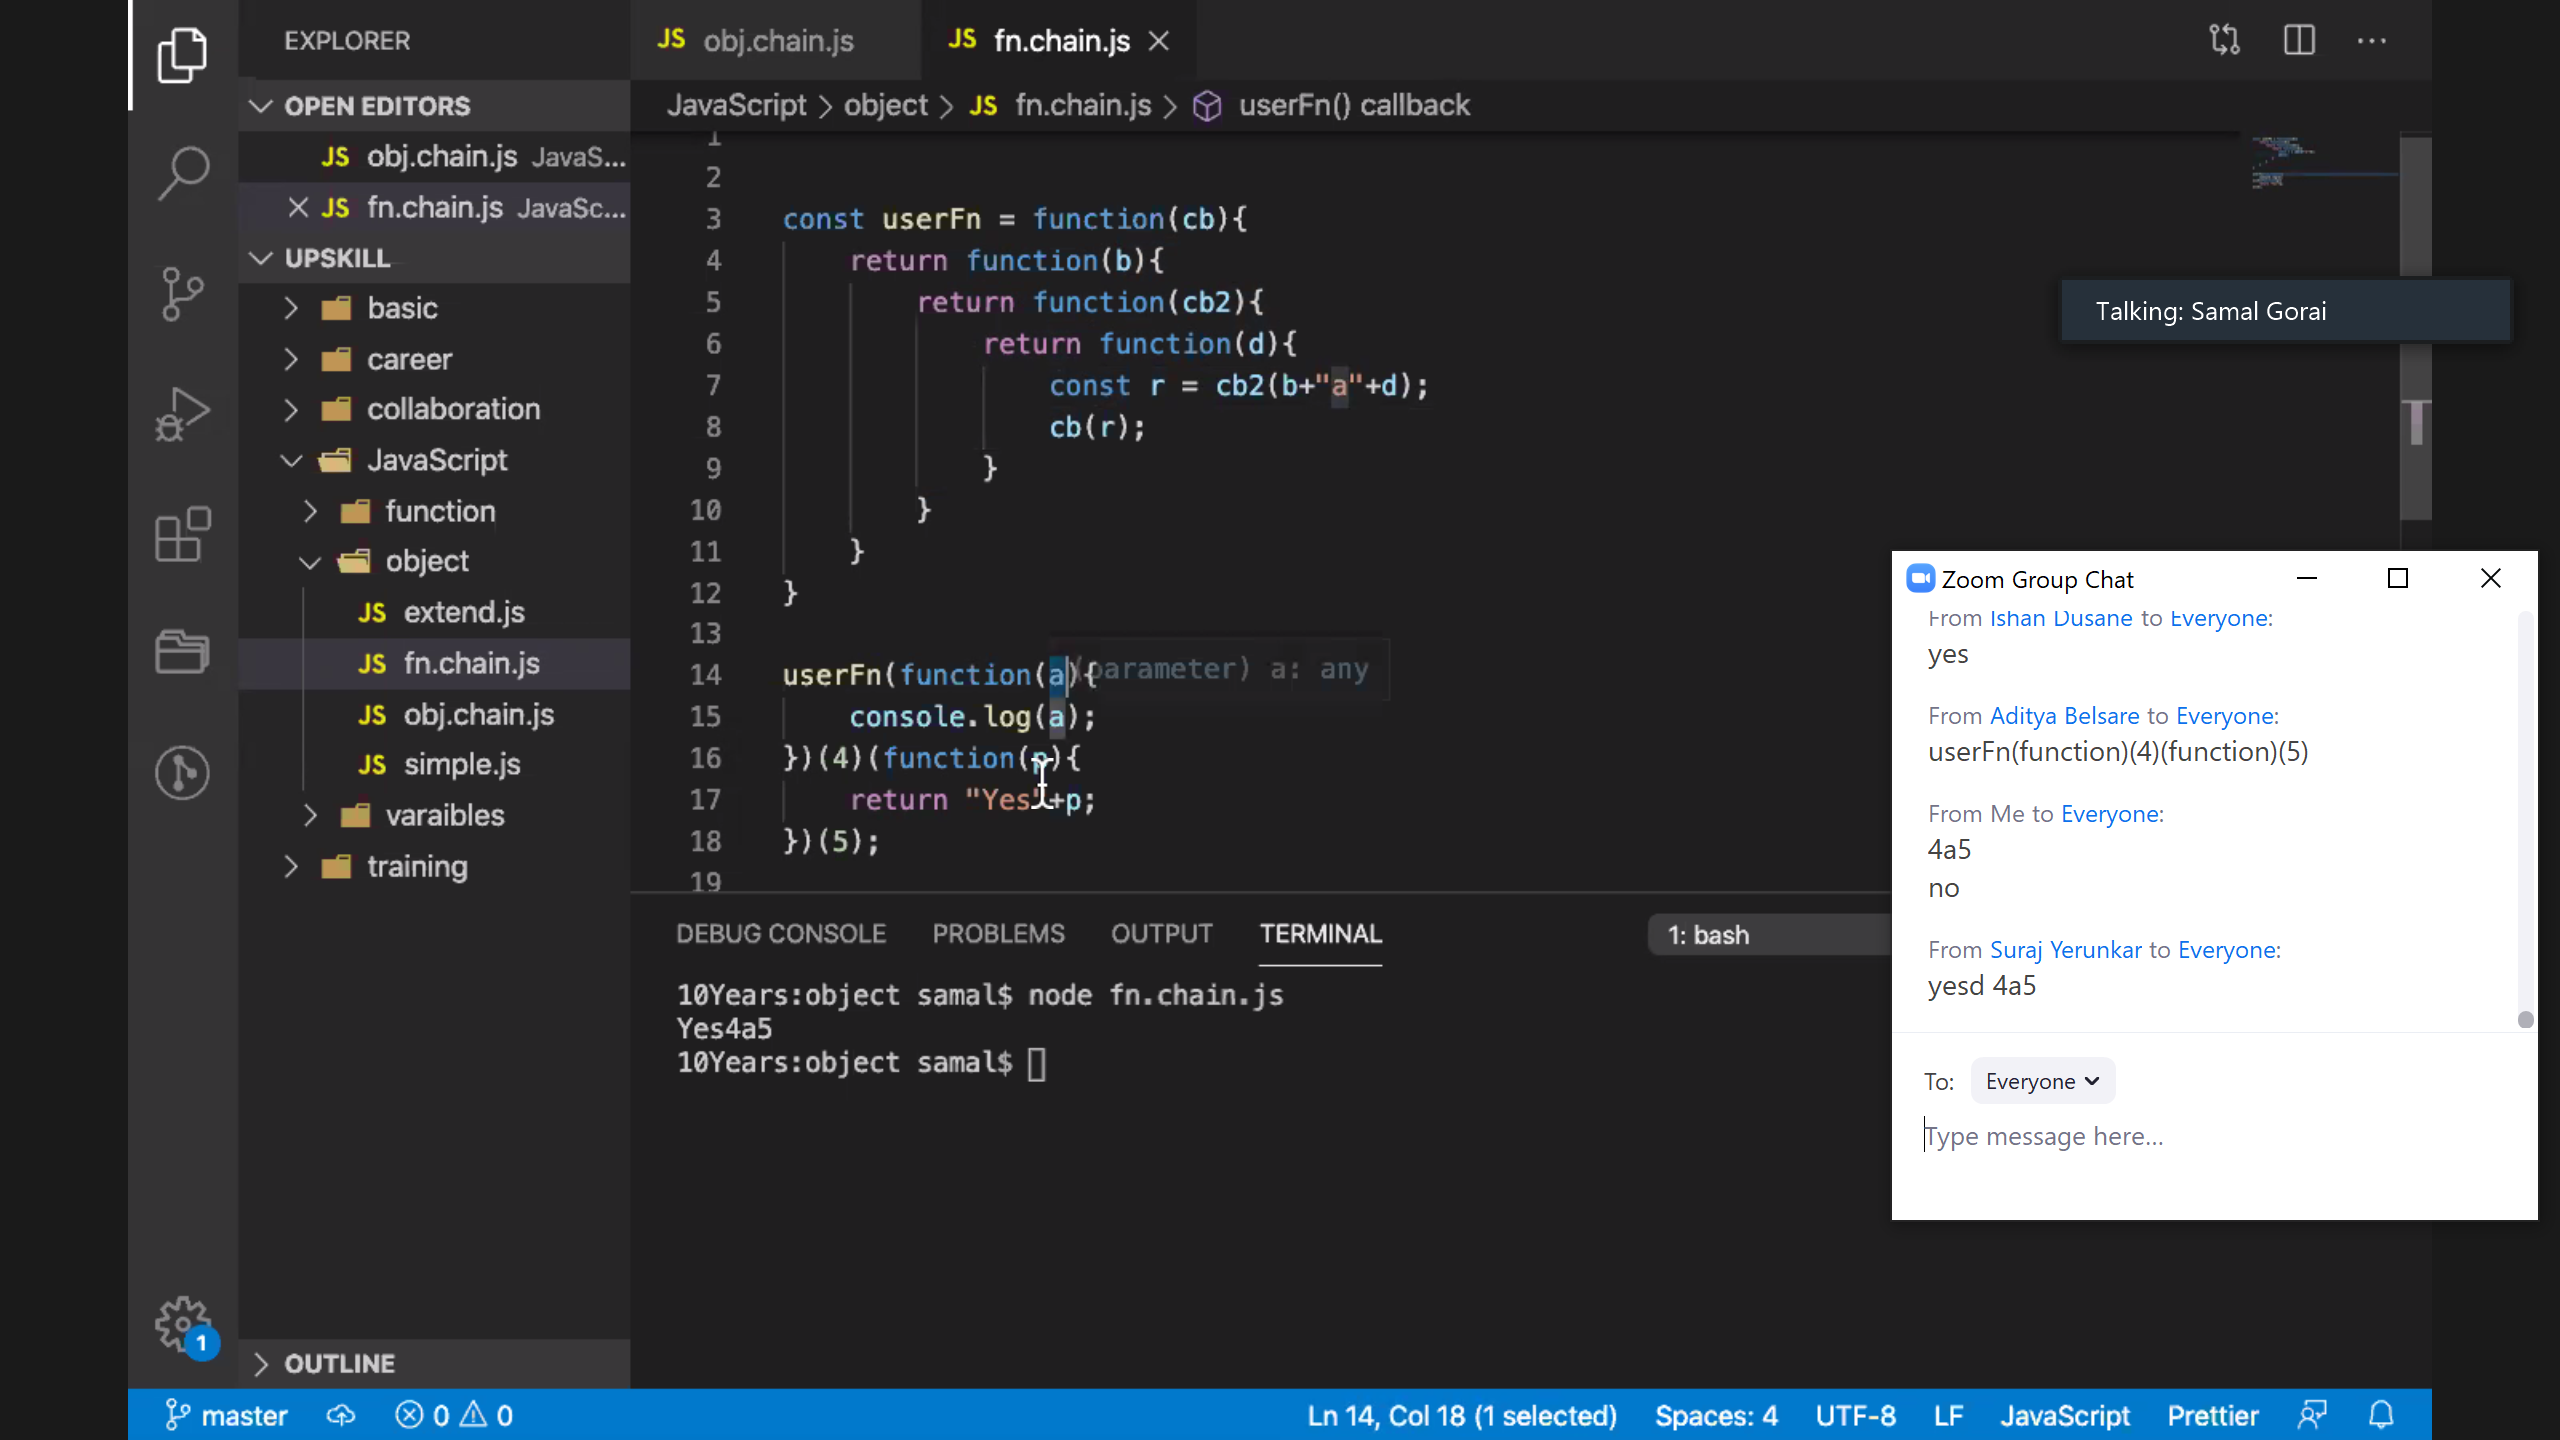 EXPLORER
OPEN EDITORS
JS obj.chain.js JavaS...
JS fn.chain.js JavaSc...
UPSKILL
basic
career
collaboration
JavaScript
function
object
JS extend.js
JS fn.chain.js
JS obj.chain.js
JS simple.js
varaibles
training
OUTLINE
1
JS obj.chain.js
JS fn.chain.js
JavaScript > object > JS fn.chain.js > userFn() callback
1
2
3 const userFn = function(cb){
4 return function(b){
5 return function(cb2){
6 return function(d){
7 const r = cb2(b+"a"+d);
8 cb(r);
9 }
10 }
11 }
12 }
13
14 userFn(function(a){
(parameter) a: any
15 console.log(a);
16 })(4)(function(p){
17 return "Yes"+p;
18 })(5);
19
DEBUG CONSOLE PROBLEMS OUTPUT TERMINAL
1: bash
10Years:object samal$ node fn.chain.js
Yes4a5
10Years:object samal$
Talking: Samal Gorai
Zoom Group Chat
From Ishan Dusane to Everyone:
yes
From Aditya Belsare to Everyone:
userFn(function)(4)(function)(5)
From Me to Everyone:
4a5
no
From Suraj Yerunkar to Everyone:
yesd 4a5
To: Everyone
Type message here...
master 0 0
Ln 14, Col 18 (1 selected) Spaces: 4 UTF-8 LF JavaScript Prettier